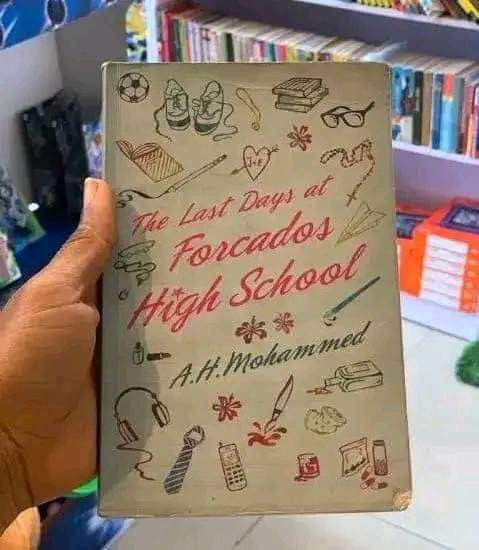 J+E
The Last Days at
Forcados
High School
A.H. Mohammed